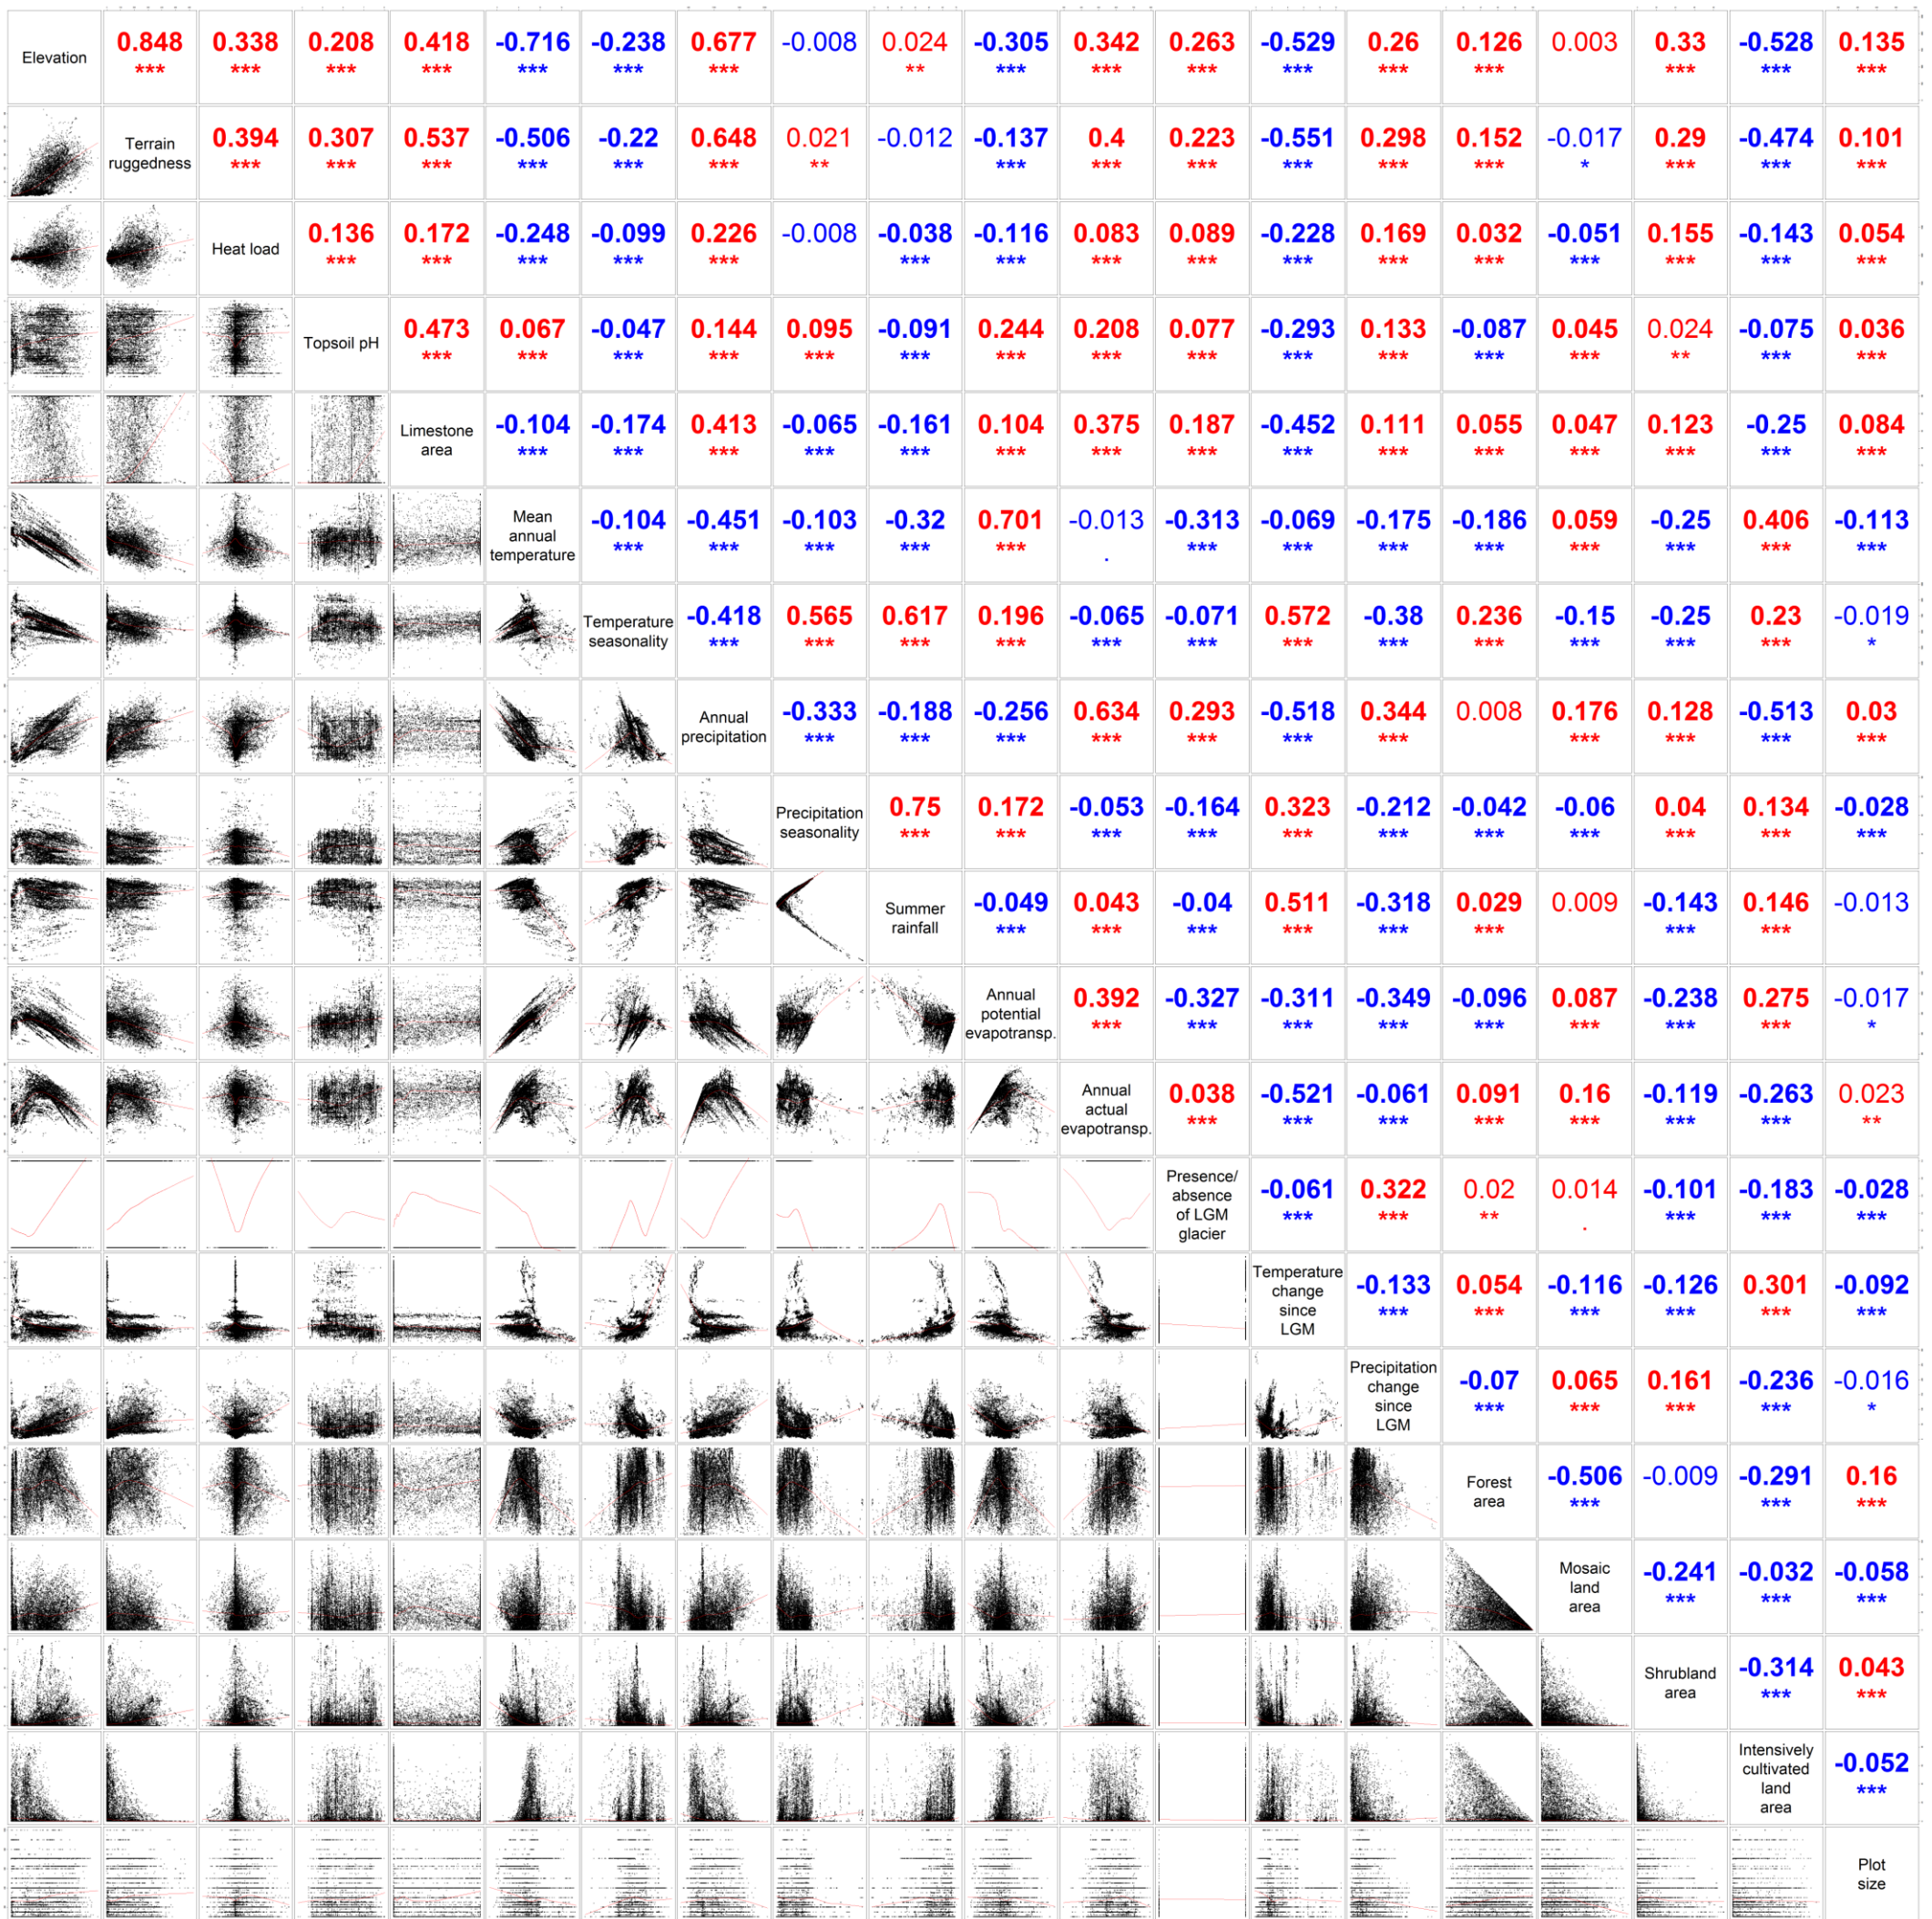 Elevation 0.848 0.338 0.208 0.418 -0.716 -0.238 0.677 -0.008 0.024 -0.305 0.342 0.263 -0.529 0.26 0.126 0.003 0.33 -0.528 0.135
*** *** *** *** *** *** *** ** *** *** *** *** *** *** *** *** ***
Terrain
ruggedness 0.394 0.307 0.537 -0.506 -0.22 0.648 0.021 -0.012 -0.137 0.4 0.223 -0.551 0.298 0.152 -0.017 0.29 -0.474 0.101
*** *** *** *** *** *** ** *** *** *** *** *** *** * *** *** ***
Heat load 0.136 0.172 -0.248 -0.099 0.226 -0.008 -0.038 -0.116 0.083 0.089 -0.228 0.169 0.032 -0.051 0.155 -0.143 0.054
*** *** *** *** *** *** *** *** *** *** *** *** *** *** *** ***
Topsoil pH 0.473 0.067 -0.047 0.144 0.095 -0.091 0.244 0.208 0.077 -0.293 0.133 -0.087 0.045 0.024 -0.075 0.036
*** *** *** *** *** *** *** *** *** *** *** *** *** ** *** ***
Limestone
area -0.104 -0.174 0.413 -0.065 -0.161 0.104 0.375 0.187 -0.452 0.111 0.055 0.047 0.123 -0.25 0.084
*** *** *** *** *** *** *** *** *** *** *** *** *** *** ***
Mean
annual
temperature -0.104 -0.451 -0.103 -0.32 0.701 -0.013 -0.313 -0.069 -0.175 -0.186 0.059 -0.25 0.406 -0.113
*** *** *** *** *** . *** *** *** *** *** *** *** ***
Temperature
seasonality -0.418 0.565 0.617 0.196 -0.065 -0.071 0.572 -0.38 0.236 -0.15 -0.25 0.23 -0.019
*** *** *** *** *** *** *** *** *** *** *** *** *
Annual
precipitation -0.333 -0.188 -0.256 0.634 0.293 -0.518 0.344 0.008 0.176 0.128 -0.513 0.03
*** *** *** *** *** *** *** *** *** *** ***
Precipitation
seasonality 0.75 0.172 -0.053 -0.164 0.323 -0.212 -0.042 -0.06 0.04 0.134 -0.028
*** *** *** *** *** *** *** *** *** *** ***
Summer
rainfall -0.049 0.043 -0.04 0.511 -0.318 0.029 0.009 -0.143 0.146 -0.013
*** *** *** *** *** *** *** ***
Annual
potential
evapotransp. 0.392 -0.327 -0.311 -0.349 -0.096 0.087 -0.238 0.275 -0.017
*** *** *** *** *** *** *** *** *
Annual
actual
evapotransp. 0.038 -0.521 -0.061 0.091 0.16 -0.119 -0.263 0.023
*** *** *** *** *** *** *** **
Presence/
absence
of LGM
glacier -0.061 0.322 0.02 0.014 -0.101 -0.183 -0.028
*** *** ** . *** *** ***
Temperature
change
since
LGM -0.133 0.054 -0.116 -0.126 0.301 -0.092
*** *** *** *** *** ***
Precipitation
change
since
LGM -0.07 0.065 0.161 -0.236 -0.016
*** *** *** *** *
Forest
area -0.506 -0.009 -0.291 0.16
*** *** ***
Mosaic
land
area -0.241 -0.032 -0.058
*** *** ***
Shrubland
area -0.314 0.043
*** ***
Intensively
cultivated
land
area -0.052
***
Plot
size